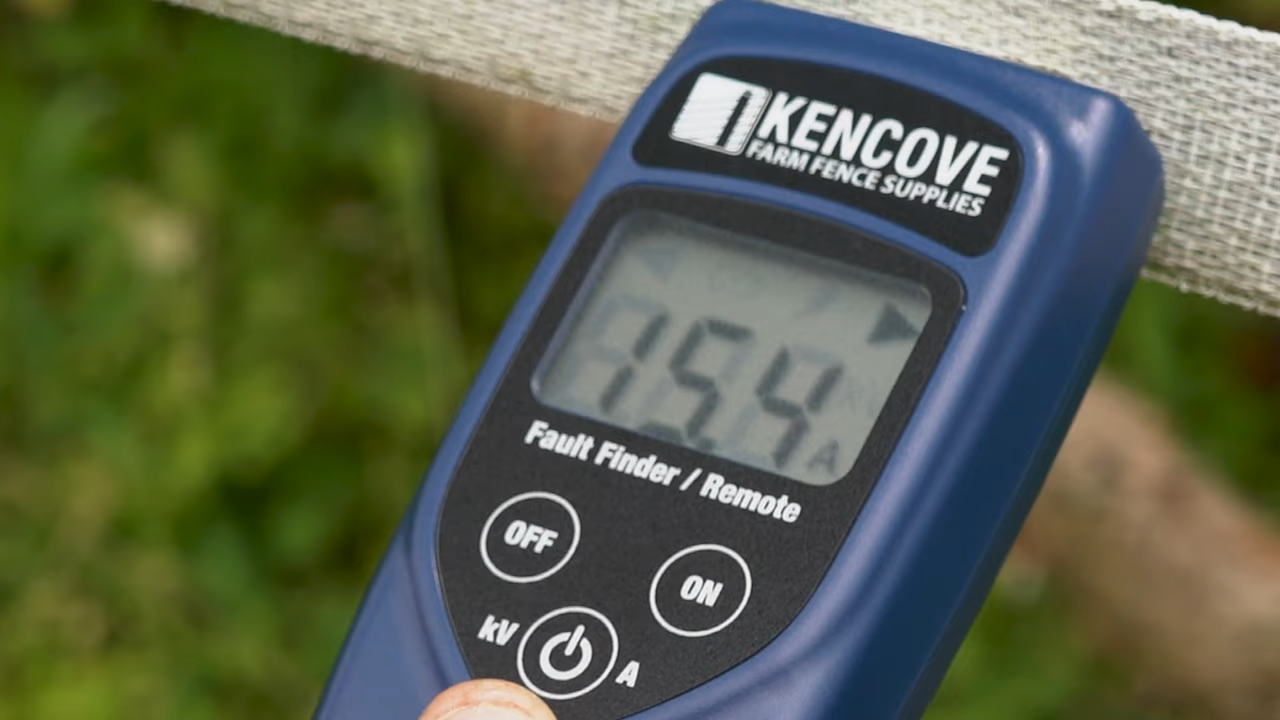 KENCOVE
FARM FENCE SUPPLIES
15.4 A
Fault Finder / Remote
OFF
ON
kV
A